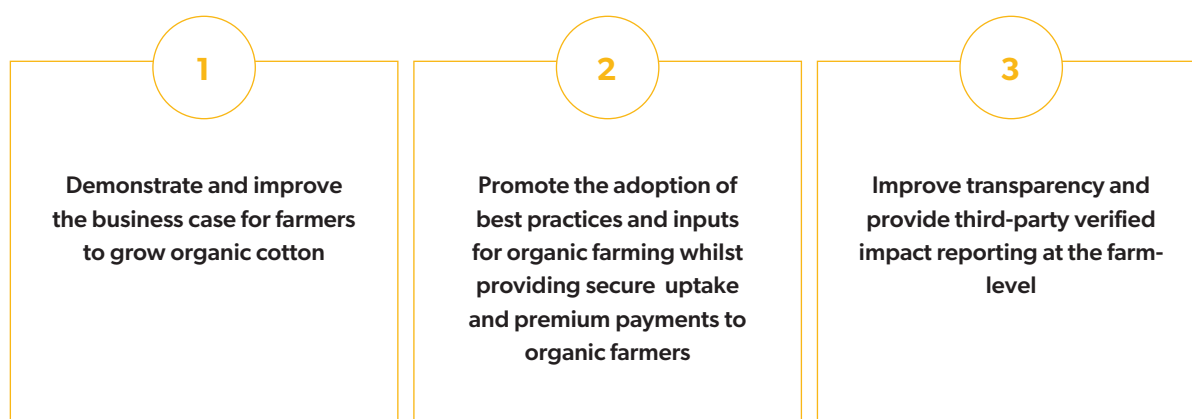 1
Demonstrate and improve
the business case for farmers
to grow organic cotton
2
Promote the adoption of
best practices and inputs
for organic farming whilst
providing secure  uptake
and premium payments to
organic farmers
3
Improve transparency and
provide third-party verified
impact reporting at the farm-
level